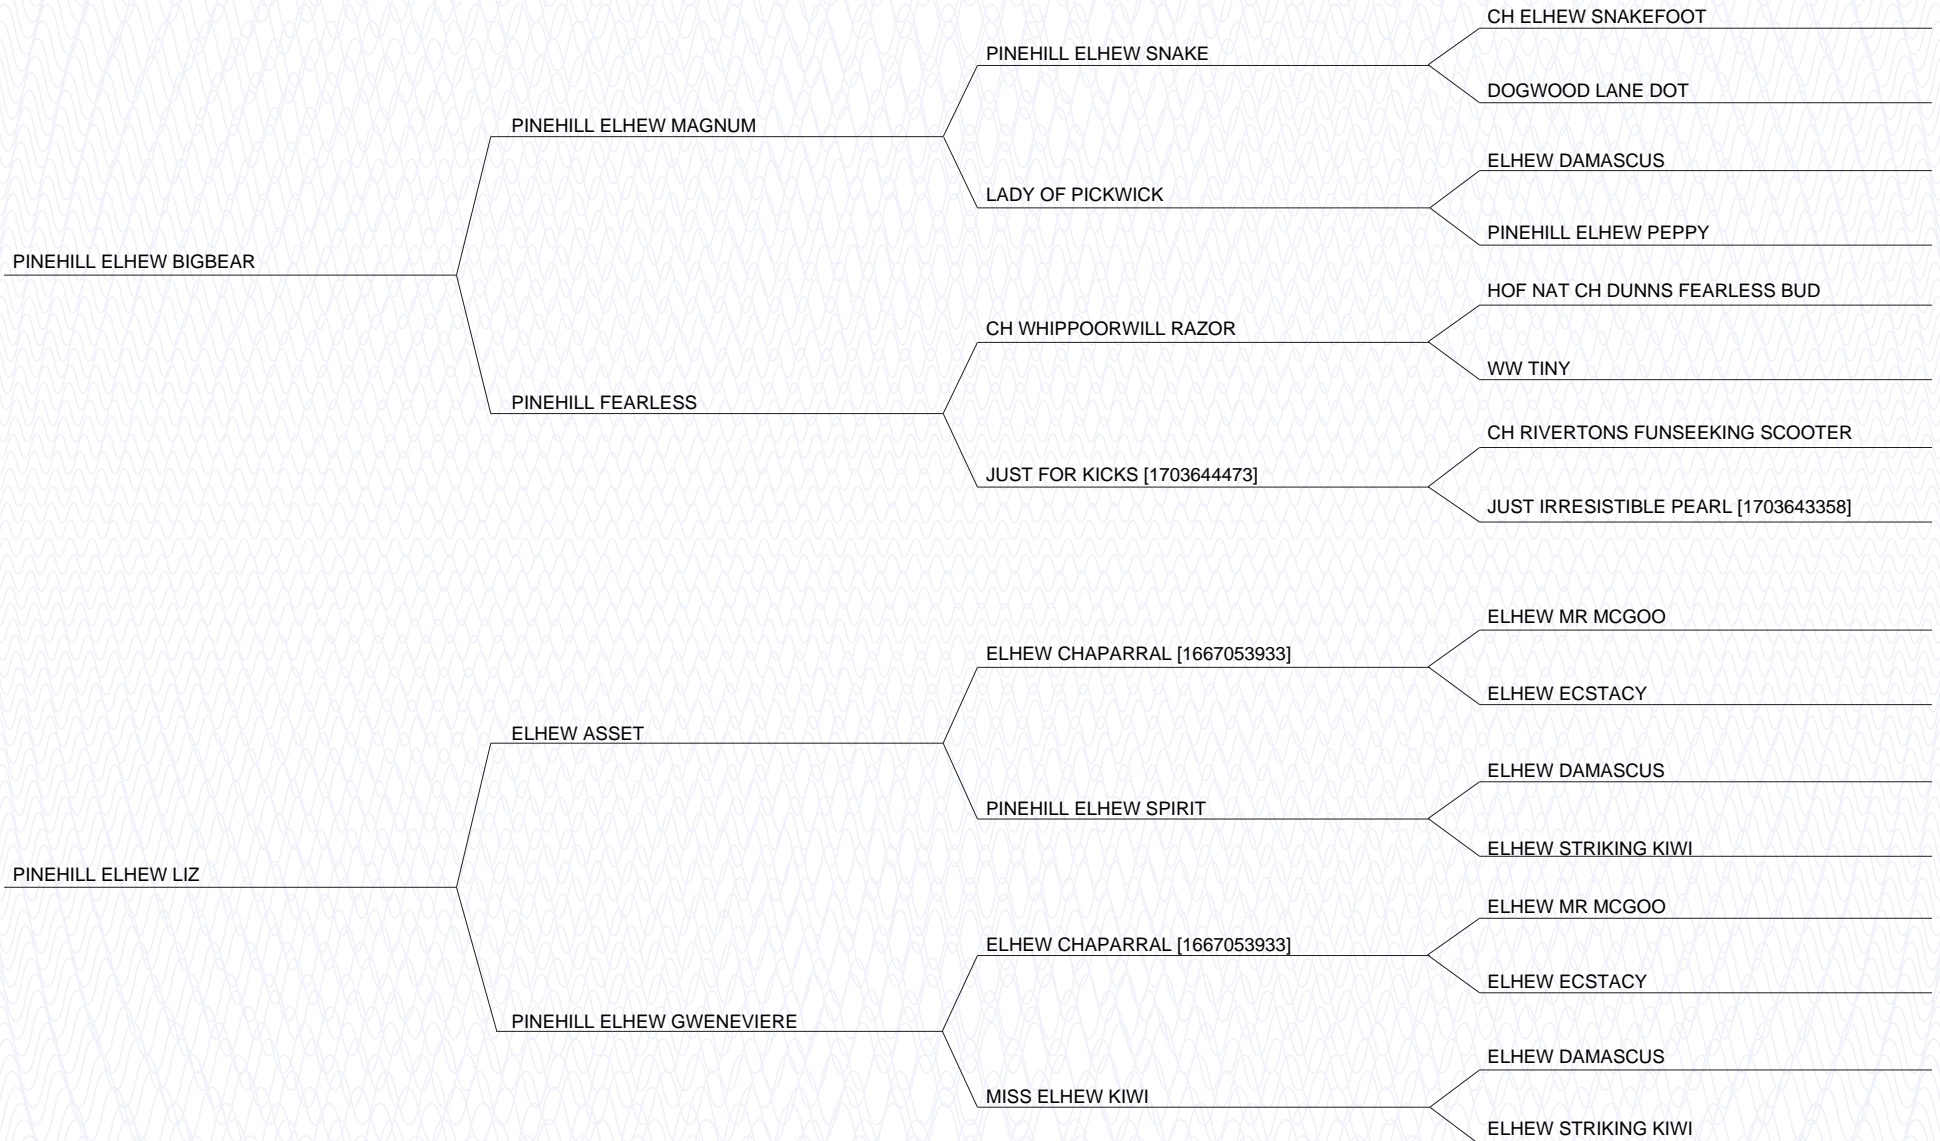 CH ELHEW SNAKEFOOT
PINEHILL ELHEW SNAKE
DOGWOOD LANE DOT
PINEHILL ELHEW MAGNUM
ELHEW DAMASCUS
LADY OF PICKWICK
PINEHILL ELHEW PEPPY
PINEHILL ELHEW BIGBEAR
HOF NAT CH DUNNS FEARLESS BUD
CH WHIPPOORWILL RAZOR
WW TINY
PINEHILL FEARLESS
CH RIVERTONS FUNSEEKING SCOOTER
JUST FOR KICKS [1703644473]
JUST IRRESISTIBLE PEARL [1703643358]
ELHEW MR MCGOO
ELHEW CHAPARRAL [1667053933]
ELHEW ECSTACY
ELHEW ASSET
ELHEW DAMASCUS
PINEHILL ELHEW SPIRIT
ELHEW STRIKING KIWI
PINEHILL ELHEW LIZ
ELHEW MR MCGOO
ELHEW CHAPARRAL [1667053933]
ELHEW ECSTACY
PINEHILL ELHEW GWENEVIERE
ELHEW DAMASCUS
MISS ELHEW KIWI
ELHEW STRIKING KIWI